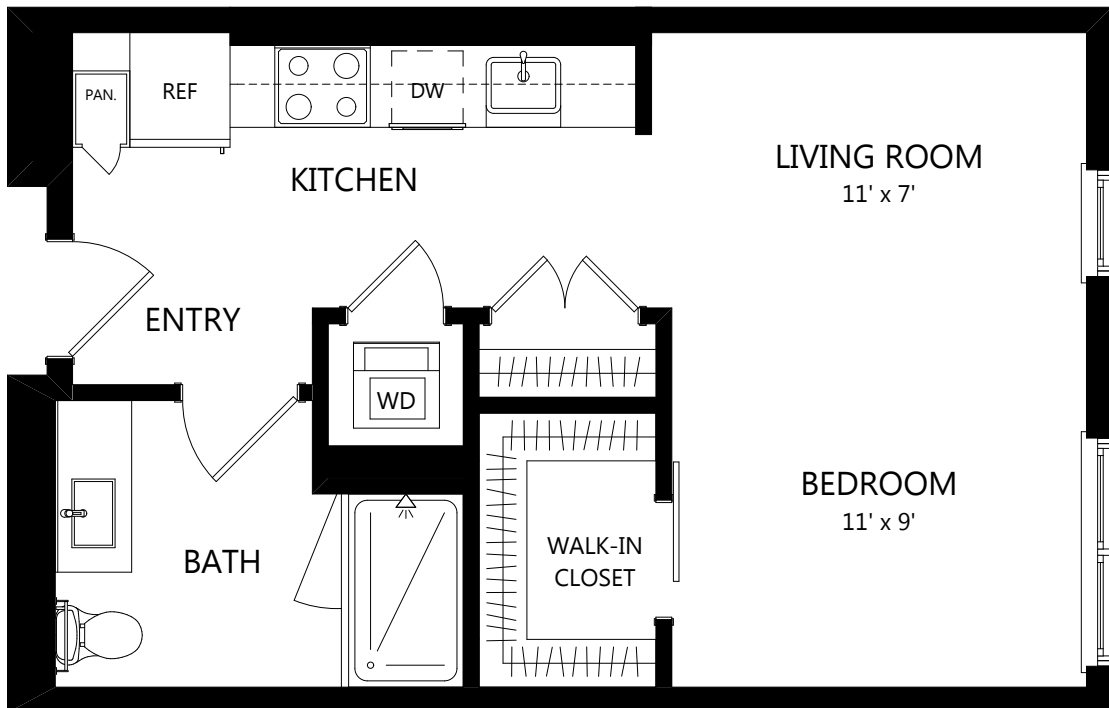 PAN.
REF
DW
KITCHEN
LIVING ROOM
11' x 7'
ENTRY
WD
BATH
WALK-IN
CLOSET
BEDROOM
11' x 9'